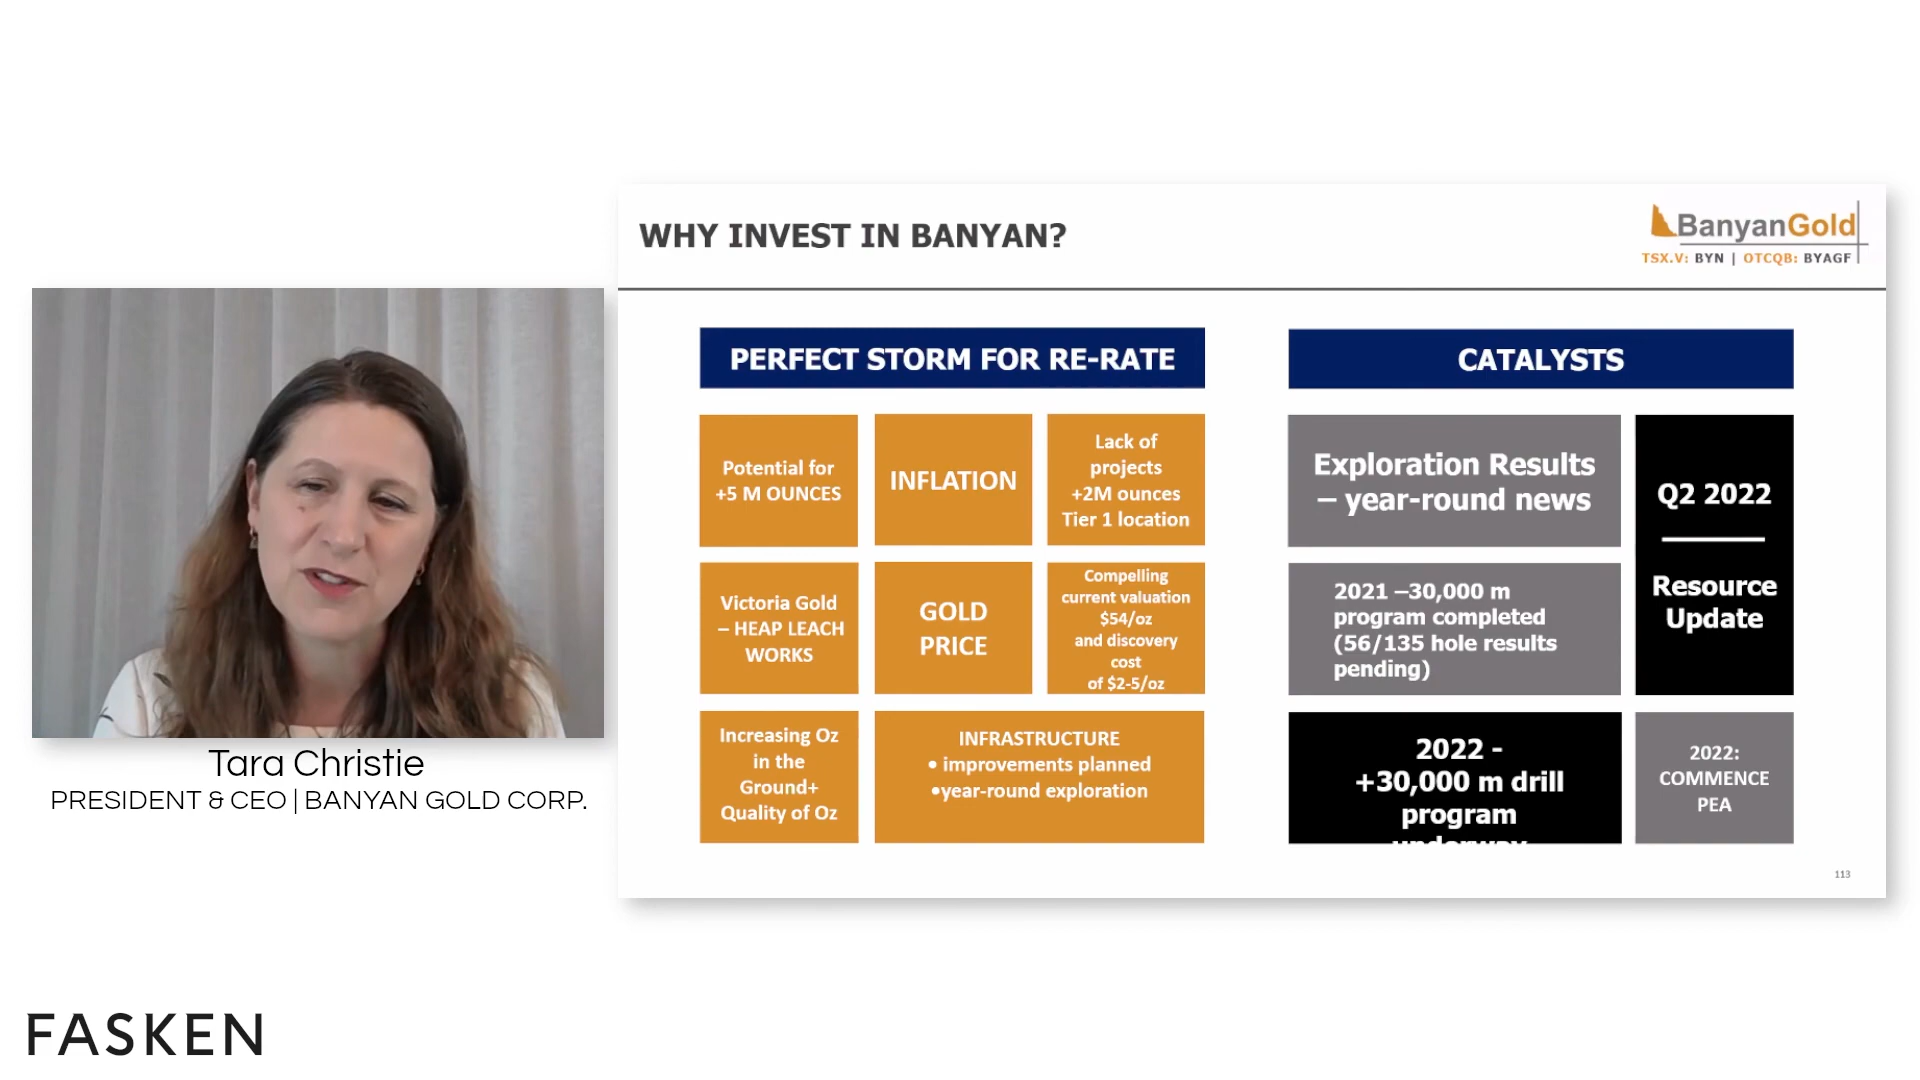 WHY INVEST IN BANYAN?
BanyanGold
TSX.V: BYN | OTCQB: BYAGF
PERFECT STORM FOR RE-RATE
Potential for
+5 M OUNCES
INFLATION
Lack of
projects
+2M ounces
Tier 1 location
Victoria Gold
– HEAP LEACH
WORKS
GOLD
PRICE
Compelling
current valuation
$54/oz
and discovery
cost
of $2-5/oz
Increasing Oz
in the
Ground+
Quality of Oz
INFRASTRUCTURE
• improvements planned
•year-round exploration
CATALYSTS
Exploration Results
– year-round news
Q2 2022
Resource
Update
2021 –30,000 m
program completed
(56/135 hole results
pending)
2022 -
+30,000 m drill
program
underway
2022:
COMMENCE
PEA
113
Tara Christie
PRESIDENT & CEO | BANYAN GOLD CORP.
FASKEN